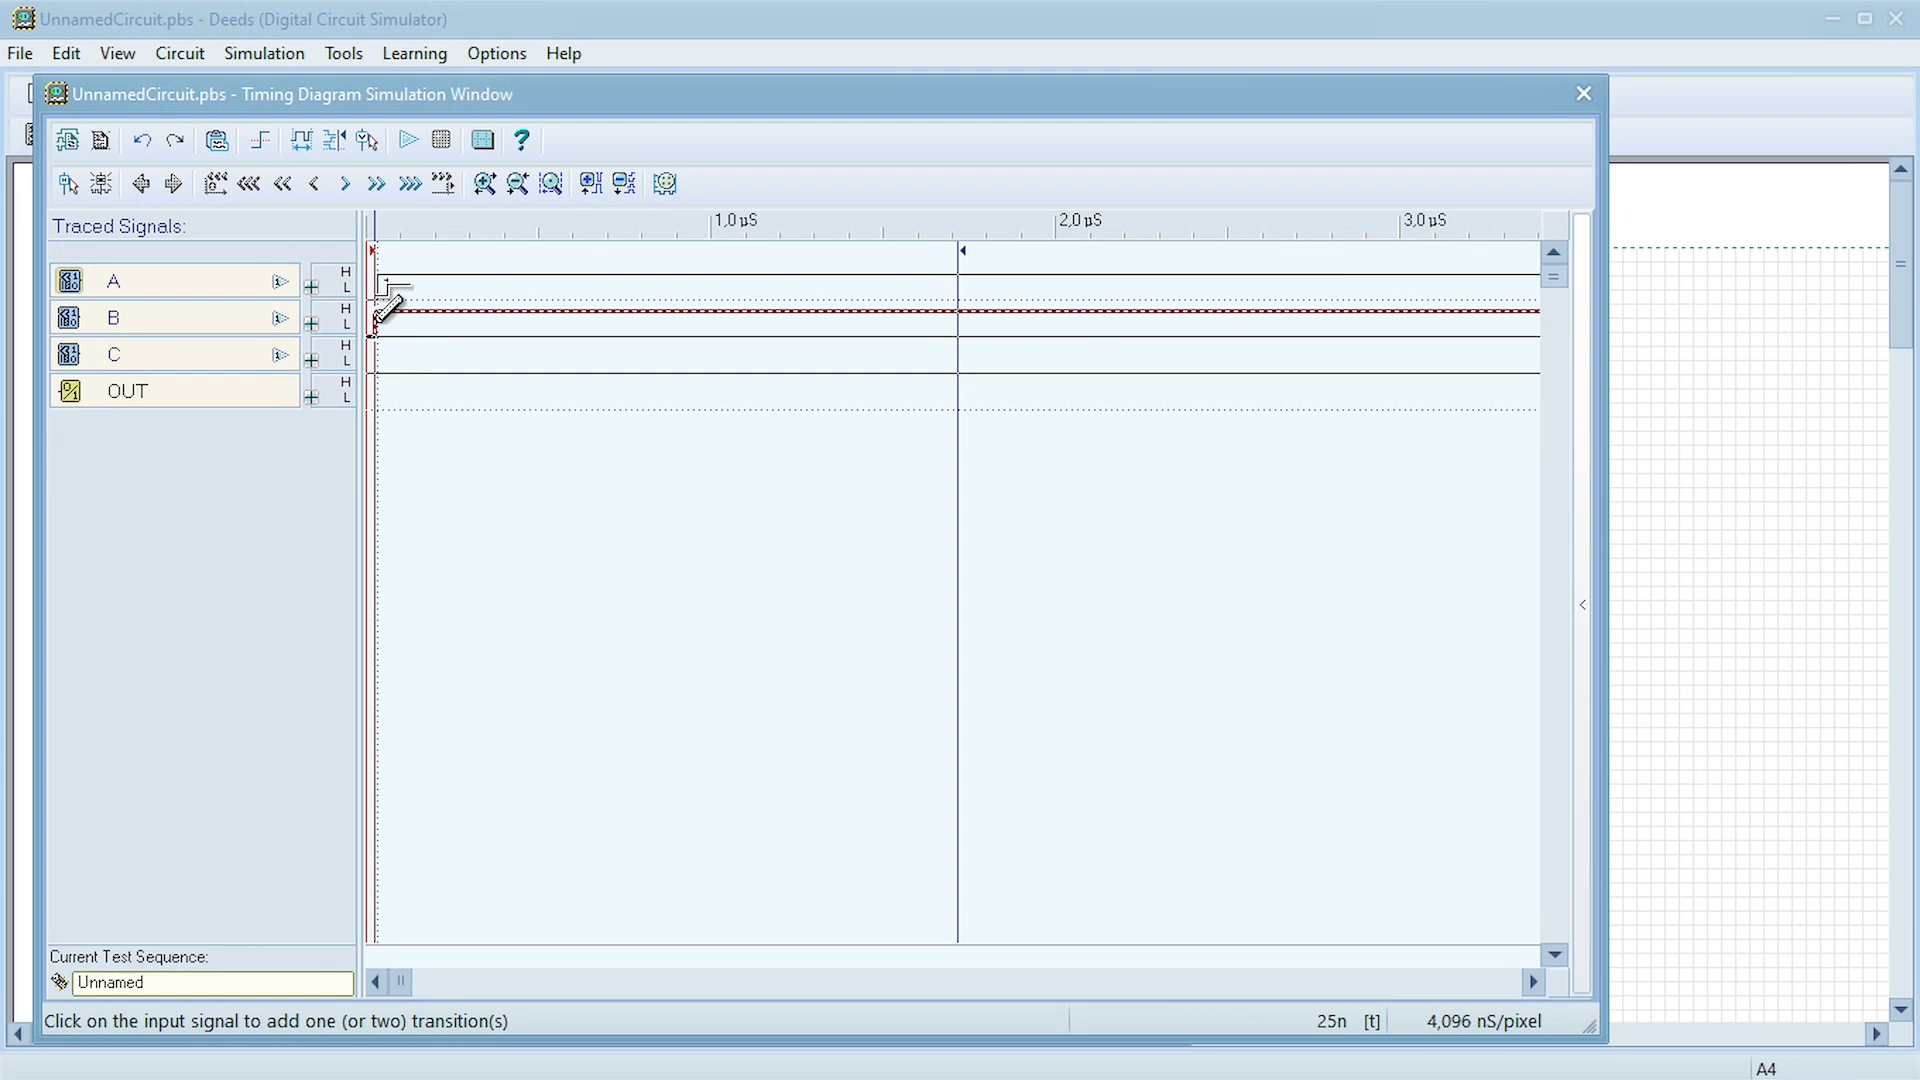 UnnamedCircuit.pbs - Deeds (Digital Circuit Simulator)
File Edit View Circuit Simulation Tools Learning Options Help
UnnamedCircuit.pbs - Timing Diagram Simulation Window
Traced Signals:
1,0 µS 2,0 µS 3,0 µS
A H L
B H L
C H L
OUT H L
Current Test Sequence:
Unnamed
Click on the input signal to add one (or two) transition(s) 25n [t] 4,096 nS/pixel
A4